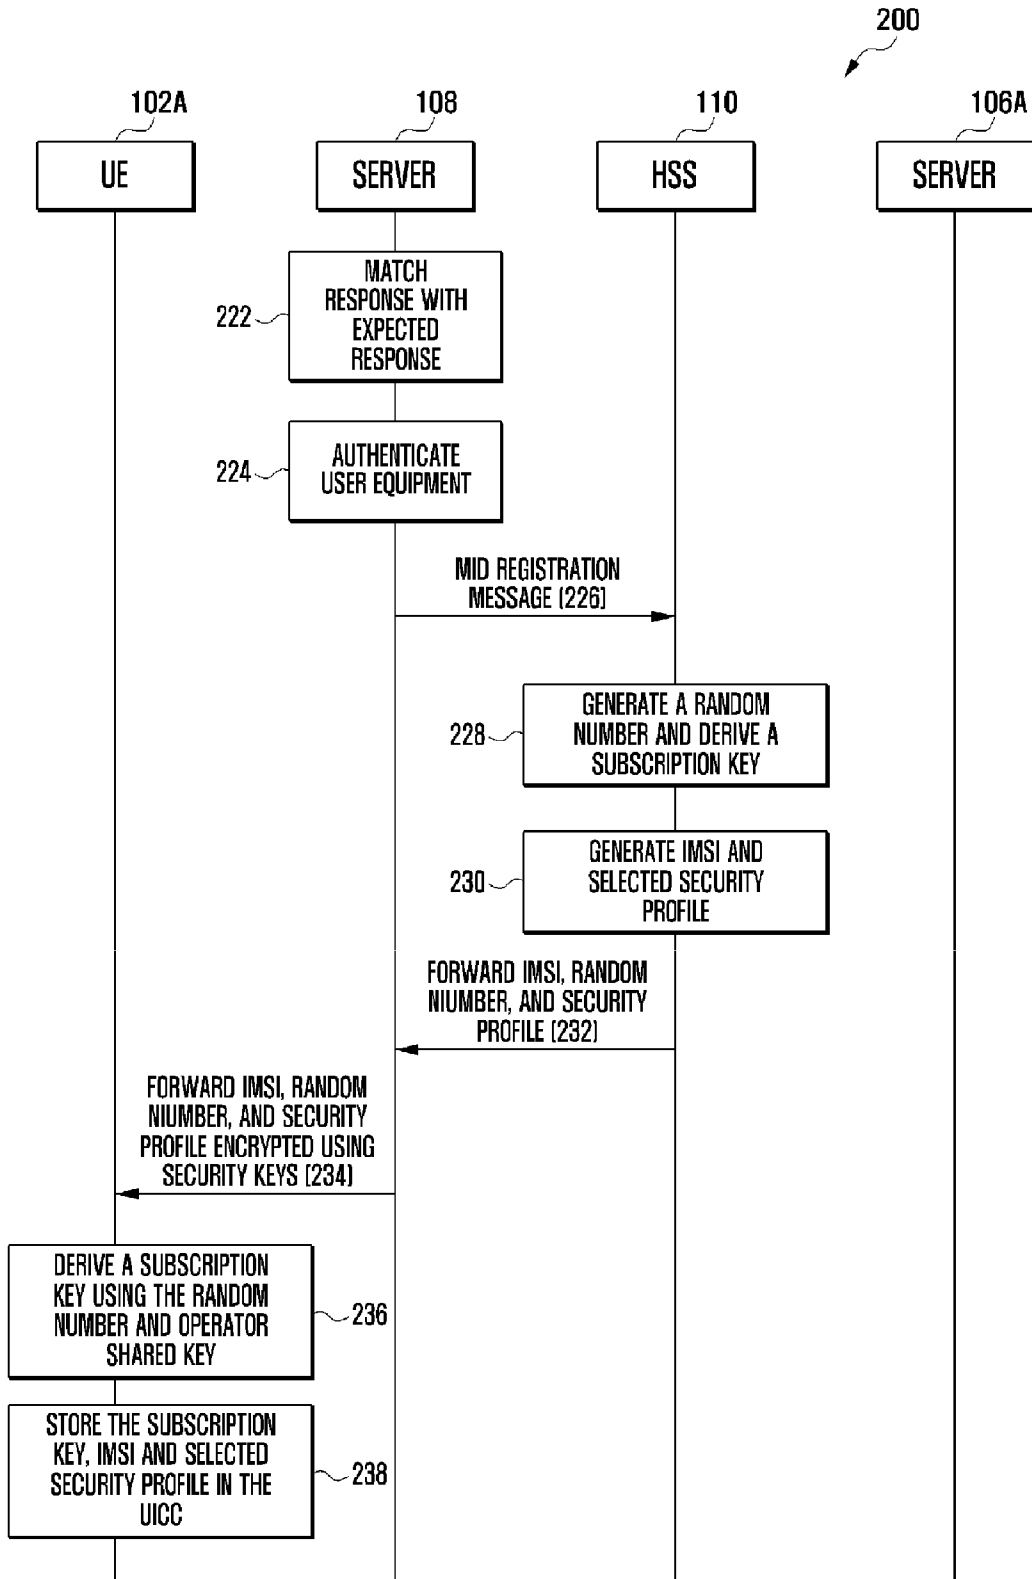 200
102A
108
110
106A
UE
SERVER
HSS
SERVER
222
MATCH
RESPONSE WITH
EXPECTED
RESPONSE
224
AUTHENTICATE
USER EQUIPMENT
MID REGISTRATION
MESSAGE (226)
228
GENERATE A RANDOM
NUMBER AND DERIVE A
SUBSCRIPTION KEY
230
GENERATE IMSI AND
SELECTED SECURITY
PROFILE
FORWARD IMSI, RANDOM
NIUMBER, AND SECURITY
PROFILE (232)
FORWARD IMSI, RANDOM
NIUMBER, AND SECURITY
PROFILE ENCRYPTED USING
SECURITY KEYS (234)
DERIVE A SUBSCRIPTION
KEY USING THE RANDOM
NUMBER AND OPERATOR
SHARED KEY
236
STORE THE SUBSCRIPTION
KEY, IMSI AND SELECTED
SECURITY PROFILE IN THE
UICC
238